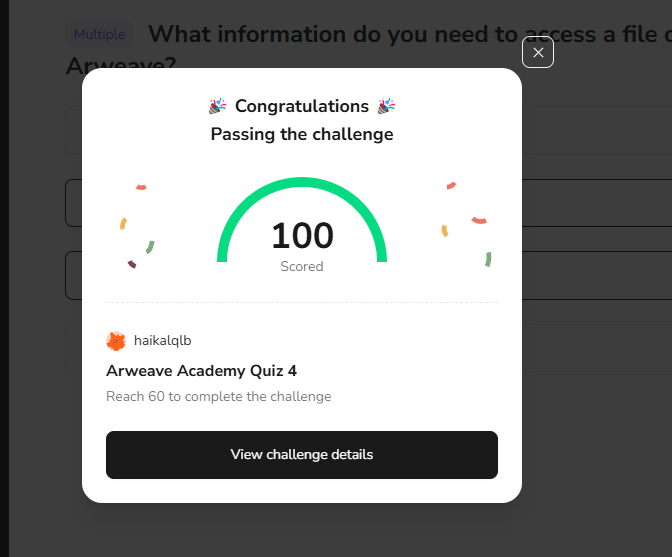 Multiple What information do you need to access a file o
Arweave?
Congratulations
Passing the challenge
100
Scored
haikalqlb
Arweave Academy Quiz 4
Reach 60 to complete the challenge
View challenge details